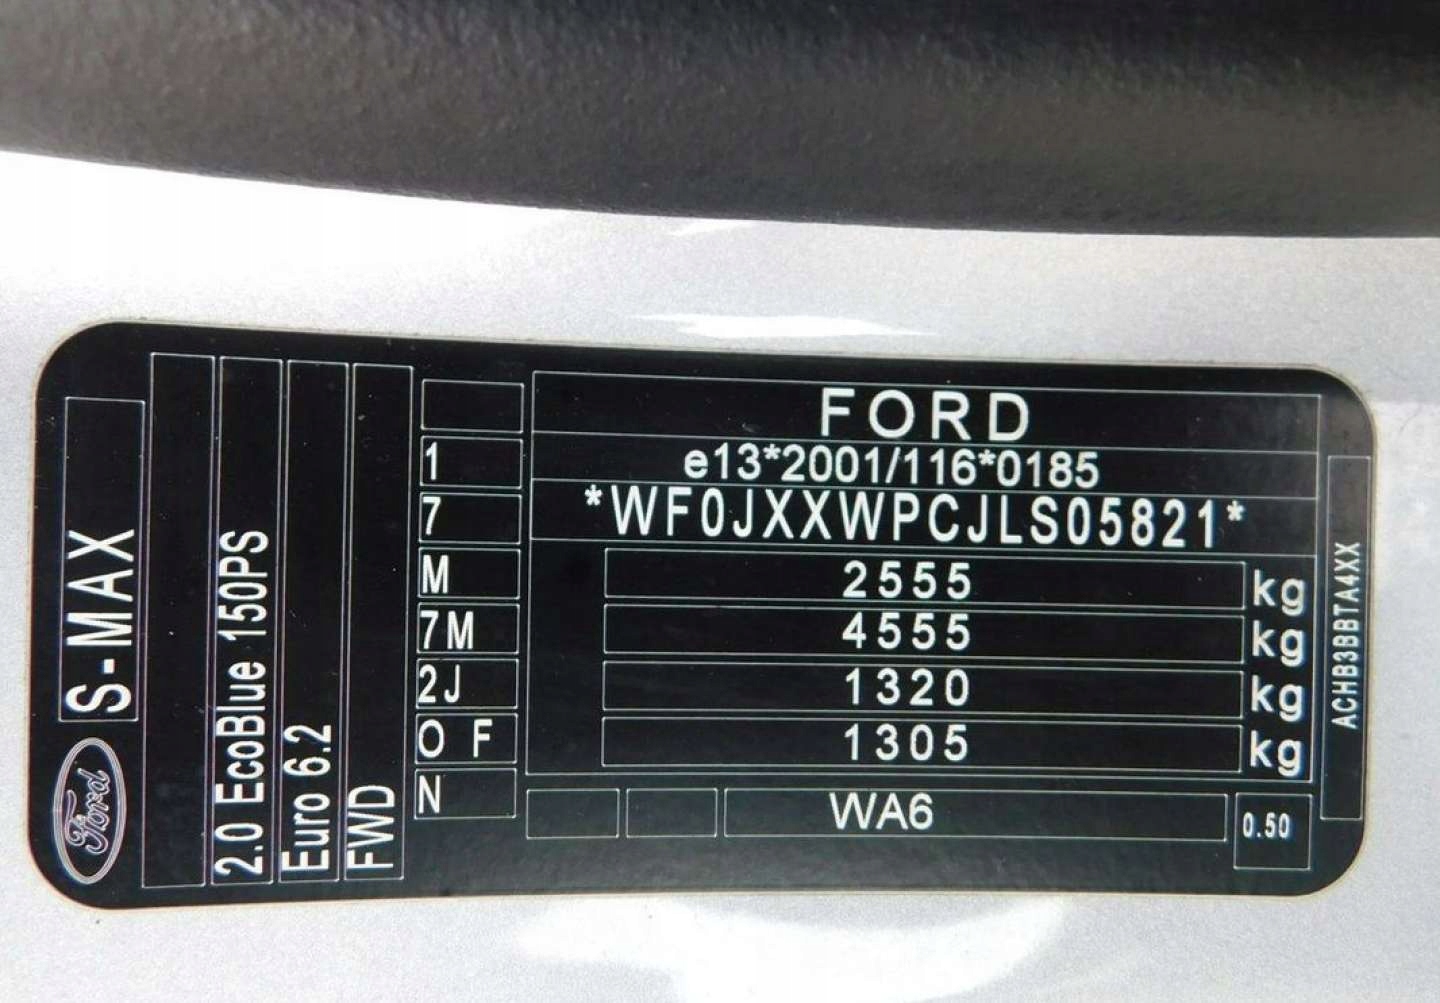 Ford
S-MAX
2.0 EcoBlue 150PS
Euro 6.2
FWD
1
7
M
7M
2J
O F
N
FORD
e13*2001/116*0185
*WF0JXXWPCJLS05821*
2555 kg
4555 kg
1320 kg
1305 kg
WA6
0.50
ACHB3BBTA4XX